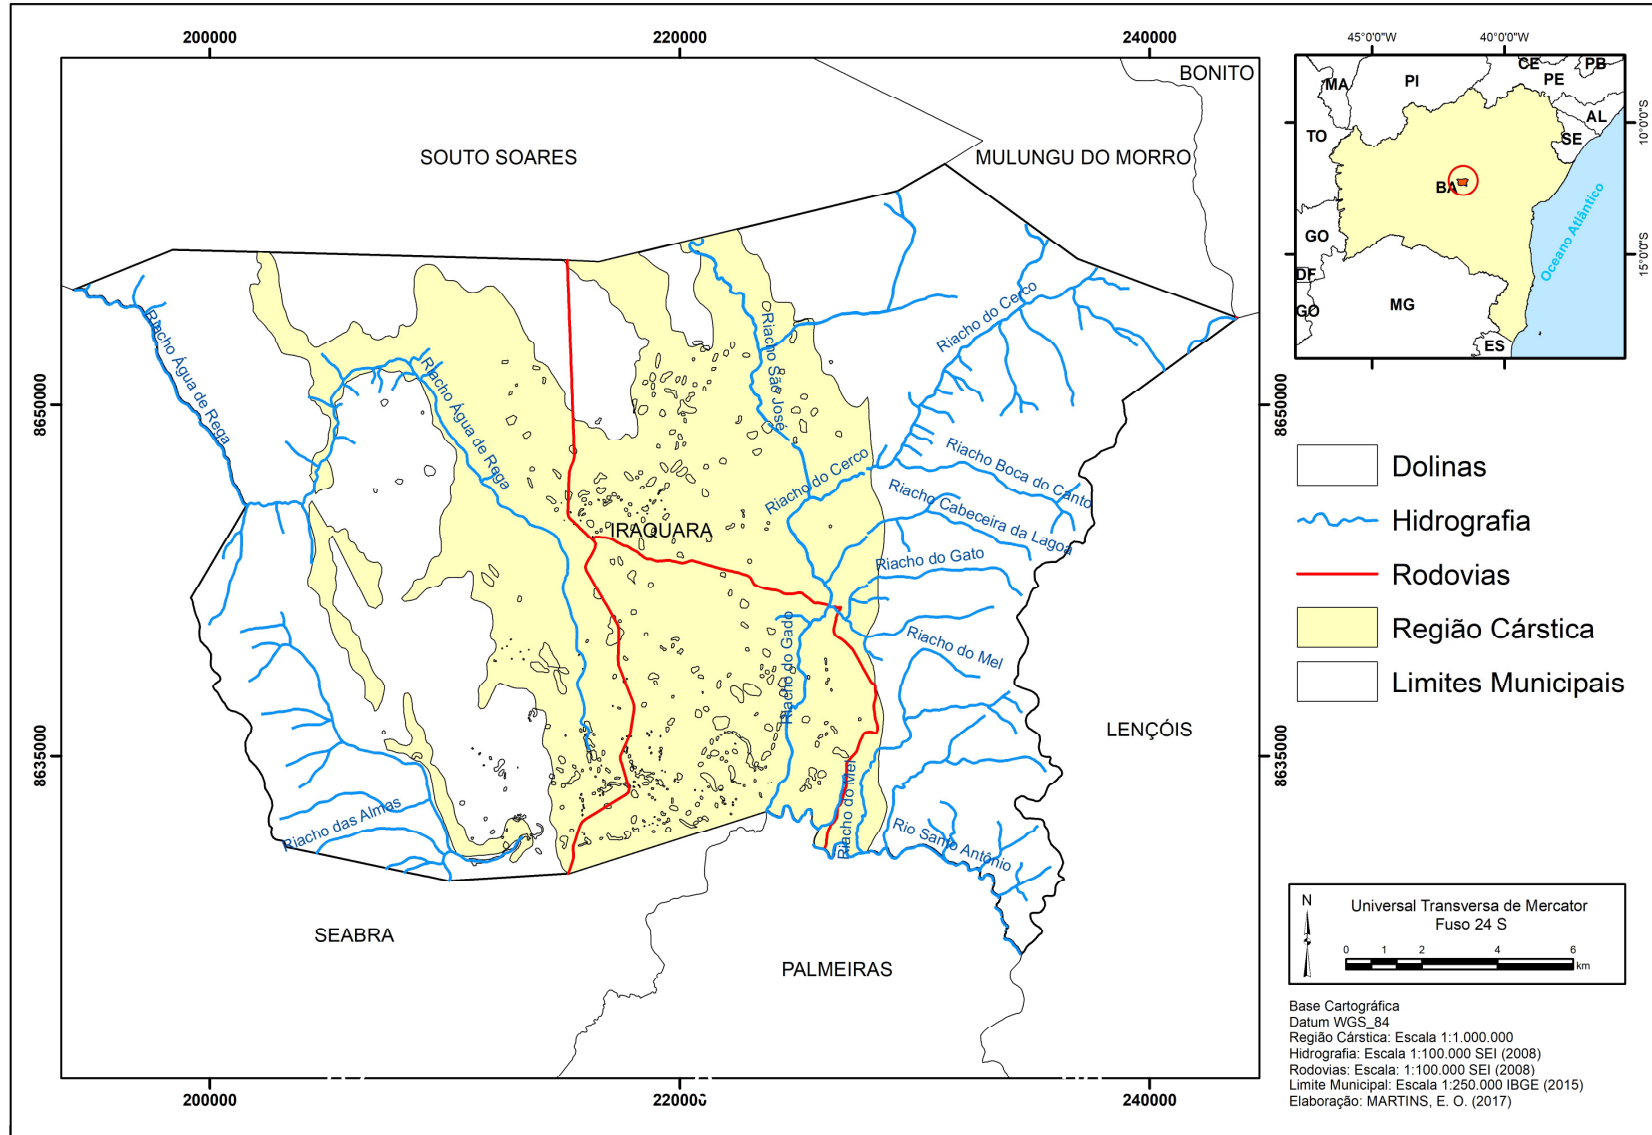 200000
220000
240000
BONITO
SOUTO SOARES
MULUNGU DO MORRO
8650000
8650000
Riacho Água de Rega
Riacho Água de Rega
Riacho São José
Riacho do Cerco
Riacho do Cerco
Riacho Boca do Canto
Riacho Cabeceira da Lagoa
IRAQUARA
Riacho do Gato
Riacho do Gado
Riacho do Mel
8635000
8635000
LENÇÓIS
Riacho do Mel
Riacho das Almas
Rio Santo Antônio
SEABRA
PALMEIRAS
200000
220000
240000
45°0'0"W
40°0'0"W
CE
PB
MA
PI
PE
AL
TO
SE
BA
GO
DF
GO
MG
ES
Oceano Atlântico
10°0'0"S
15°0'0"S
Dolinas
Hidrografia
Rodovias
Região Cárstica
Limites Municipais
N
Universal Transversa de Mercator
Fuso 24 S
0 1 2 4 6
km
Base Cartográfica
Datum WGS_84
Região Cárstica: Escala 1:1.000.000
Hidrografia: Escala 1:100.000 SEI (2008)
Rodovias: Escala: 1:100.000 SEI (2008)
Limite Municipal: Escala 1:250.000 IBGE (2015)
Elaboração: MARTINS, E. O. (2017)